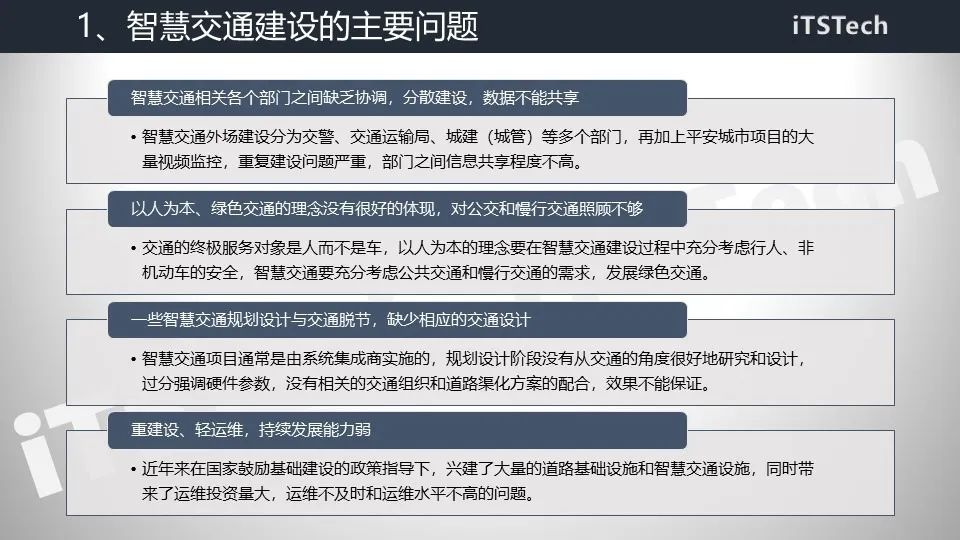 1、智慧交通建设的主要问题
iTSTech
智慧交通相关各个部门之间缺乏协调，分散建设，数据不能共享
• 智慧交通外场建设分为交警、交通运输局、城建（城管）等多个部门，再加上平安城市项目的大
量视频监控，重复建设问题严重，部门之间信息共享程度不高。
以人为本、绿色交通的理念没有很好的体现，对公交和慢行交通照顾不够
• 交通的终极服务对象是人而不是车，以人为本的理念要在智慧交通建设过程中充分考虑行人、非
机动车的安全，智慧交通要充分考虑公共交通和慢行交通的需求，发展绿色交通。
一些智慧交通规划设计与交通脱节，缺少相应的交通设计
• 智慧交通项目通常是由系统集成商实施的，规划设计阶段没有从交通的角度很好地研究和设计，
过分强调硬件参数，没有相关的交通组织和道路渠化方案的配合，效果不能保证。
重建设、轻运维，持续发展能力弱
• 近年来在国家鼓励基础建设的政策指导下，兴建了大量的道路基础设施和智慧交通设施，同时带
来了运维投资量大，运维不及时和运维水平不高的问题。